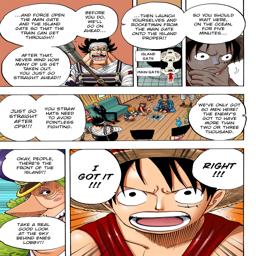 ...AND FORCE OPEN
THE MAIN GATE
AND THE ISLAND
GATE SO THAT THE
TRAIN CAN GET
THROUGH!!
AFTER THAT,
NEVER MIND HOW
MANY OF US GET
TAKEN OUT.
YOU JUST GO
STRAIGHT AHEAD!!
BEFORE
YOU DO,
WE'LL GO
ON AHEAD...
...THEN LAUNCH
YOURSELVES AND
ROCKETMAN FROM THE
MAIN GATE ONTO
THE ISLAND
PROPER!!
ISLAND
GATE
MAIN GATE
SO YOU
SHOULD WAIT
HERE, ON
THE OCEAN,
FOR FIVE
MINUTES...
JUST GO
STRAIGHT
AFTER
CP9!!!
YOU STRAW
HATS NEED
TO AVOID
POINTLESS
FIGHTING.
WE'VE ONLY GOT
60 MEN HERE!
THE ENEMY'S
GOT TO HAVE
MORE THAN
TWO OR THREE
THOUSAND.
OKAY, PEOPLE,
THERE'S THE
FRONT OF THE
ISLAND!!
TAKE A REAL
GOOD LOOK
AT THE SKY
BEHIND ENIES
LOBBY!!
I
GOT IT
!!!
RIGHT
!!!